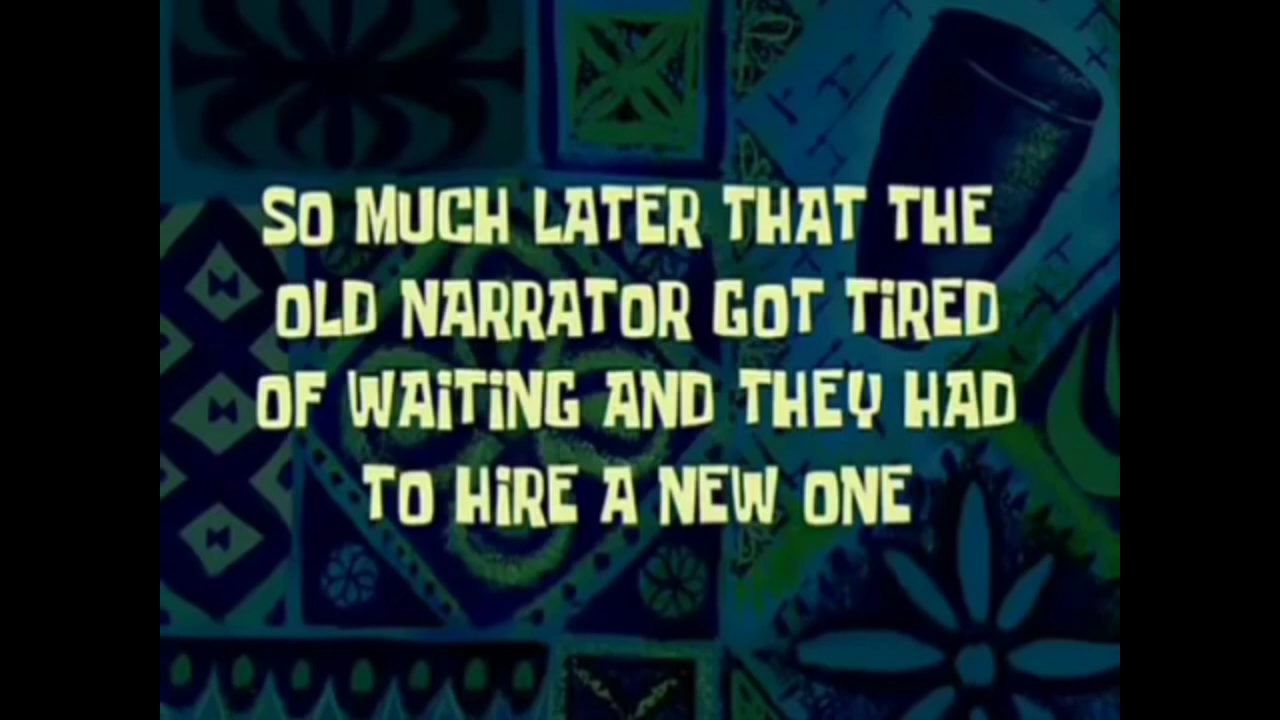 SO MUCH LATER THAT THE
OLD NARRATOR GOT TiRED
OF WAiTiNG AND THEY HAD
TO HiRE A NEW ONE